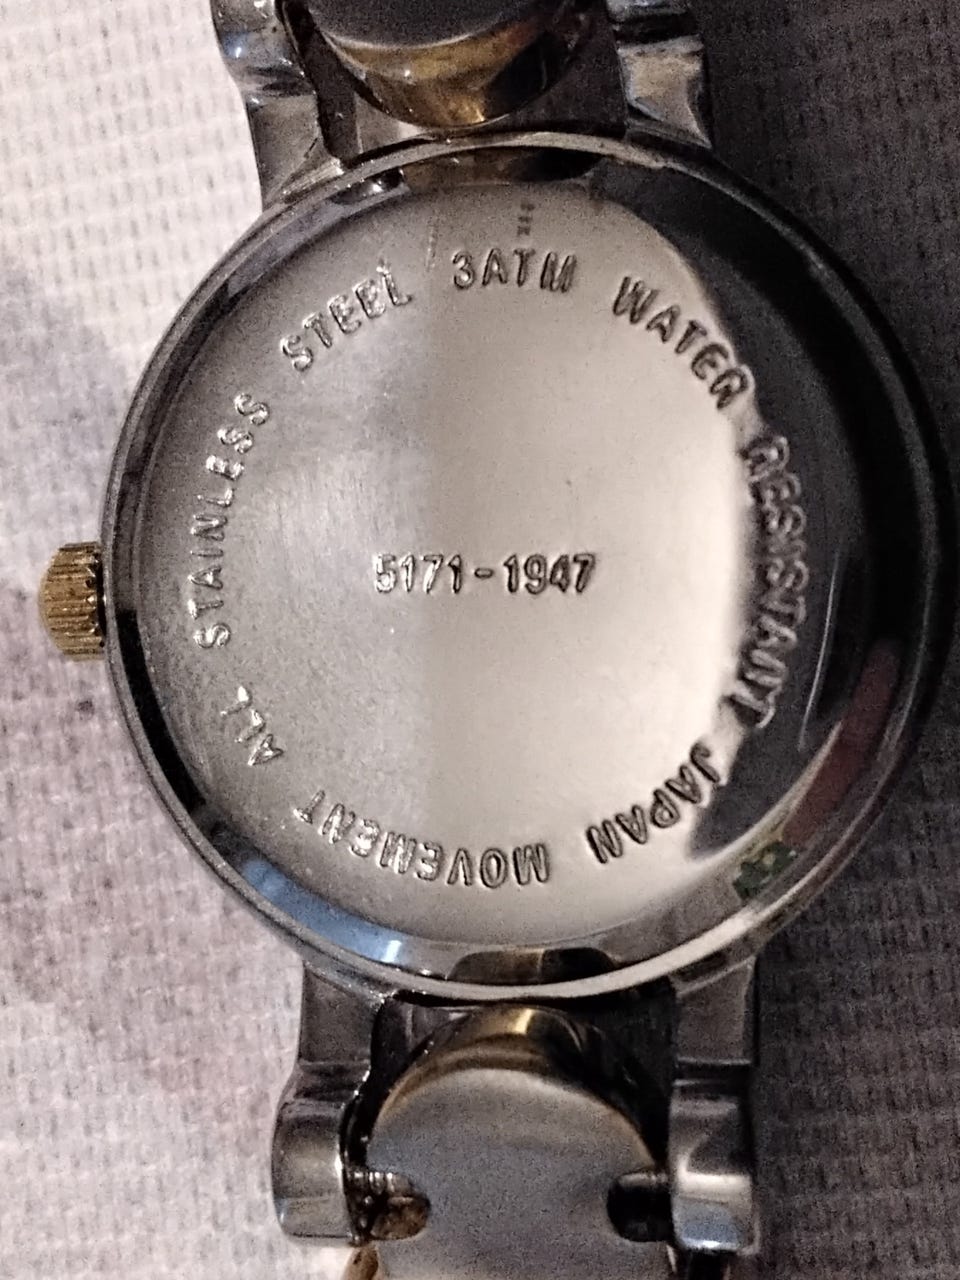 ALL STAINLESS STEEL 3ATM WATER RESISTANT JAPAN MOVEMENT
5171-1947